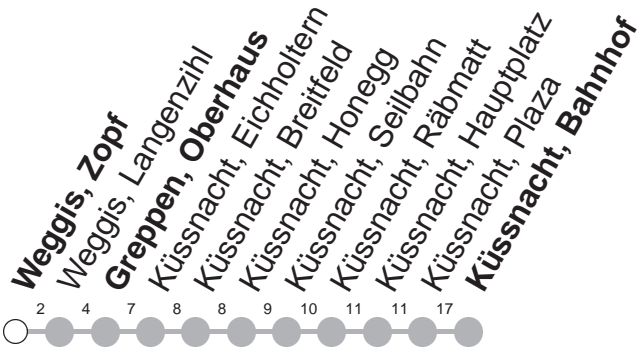 Weggis, Zopf
Weggis, Langenzihl
Greppen, Oberhaus
Küssnacht, Eichholtern
Küssnacht, Breitfeld
Küssnacht, Honegg
Küssnacht, Seilbahn
Küssnacht, Räbmatt
Küssnacht, Hauptplatz
Küssnacht, Plaza
Küssnacht, Bahnhof
2 4 7 8 8 9 10 11 11 17